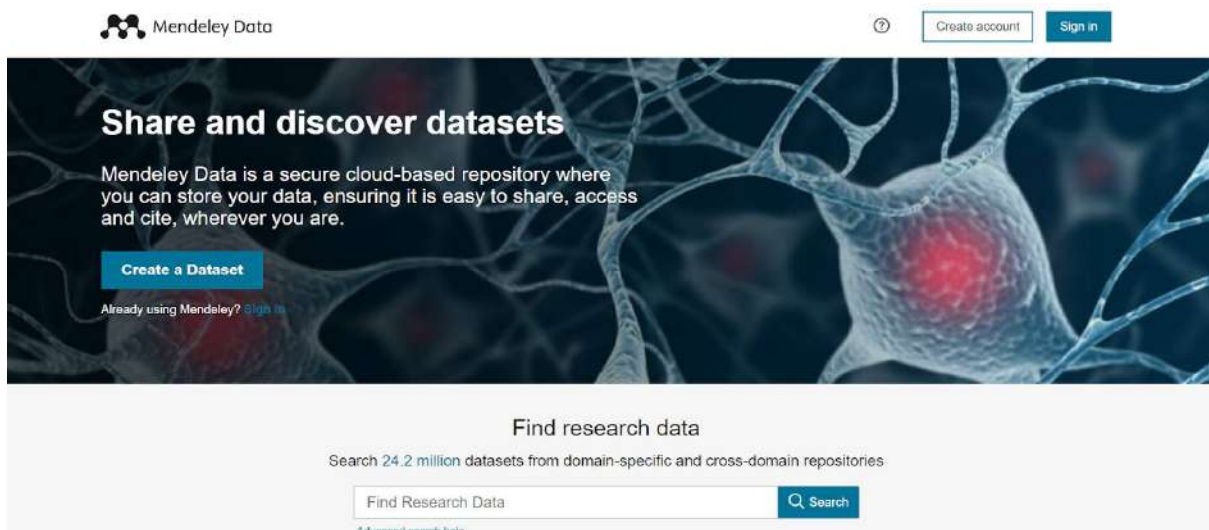 Mendeley Data
Create account
Sign in
Share and discover datasets
Mendeley Data is a secure cloud-based repository where
you can store your data, ensuring it is easy to share, access
and cite, wherever you are.
Create a Dataset
Already using Mendeley? Sign in
Find research data
Search 24.2 million datasets from domain-specific and cross-domain repositories
Find Research Data
Search